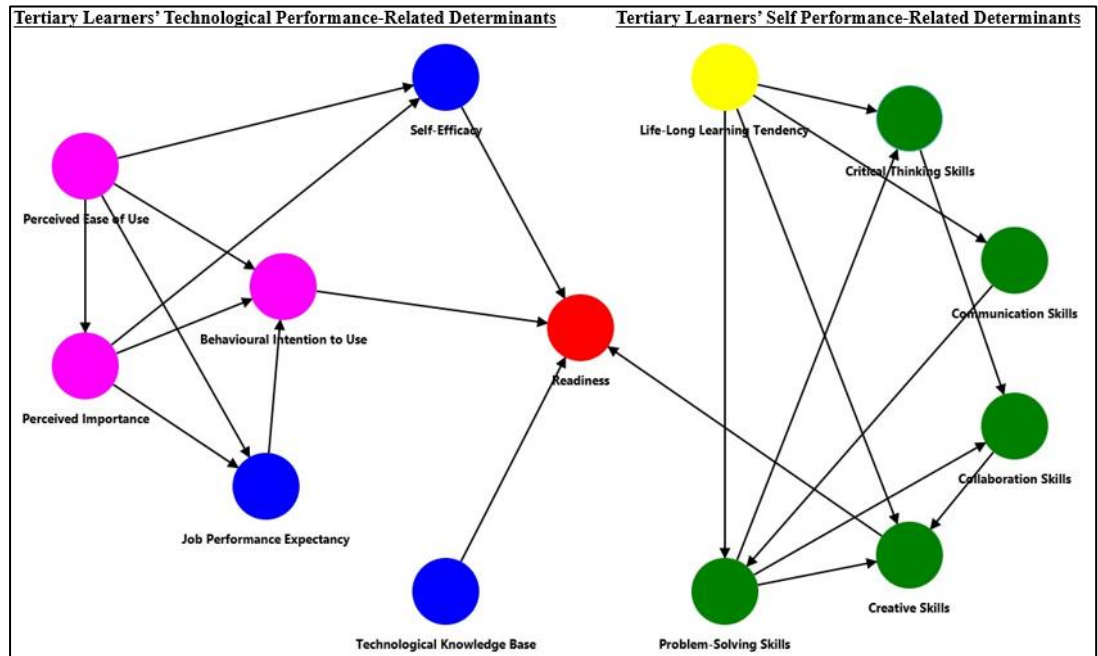 Tertiary Learners' Technological Performance-Related Determinants
Tertiary Learners' Self Performance-Related Determinants
Self-Efficacy
Life-Long Learning Tendency
Critical Thinking Skills
Perceived Ease of Use
Communication Skills
Behavioural Intention to Use
Readiness
Perceived Importance
Collaboration Skills
Job Performance Expectancy
Creative Skills
Technological Knowledge Base
Problem-Solving Skills